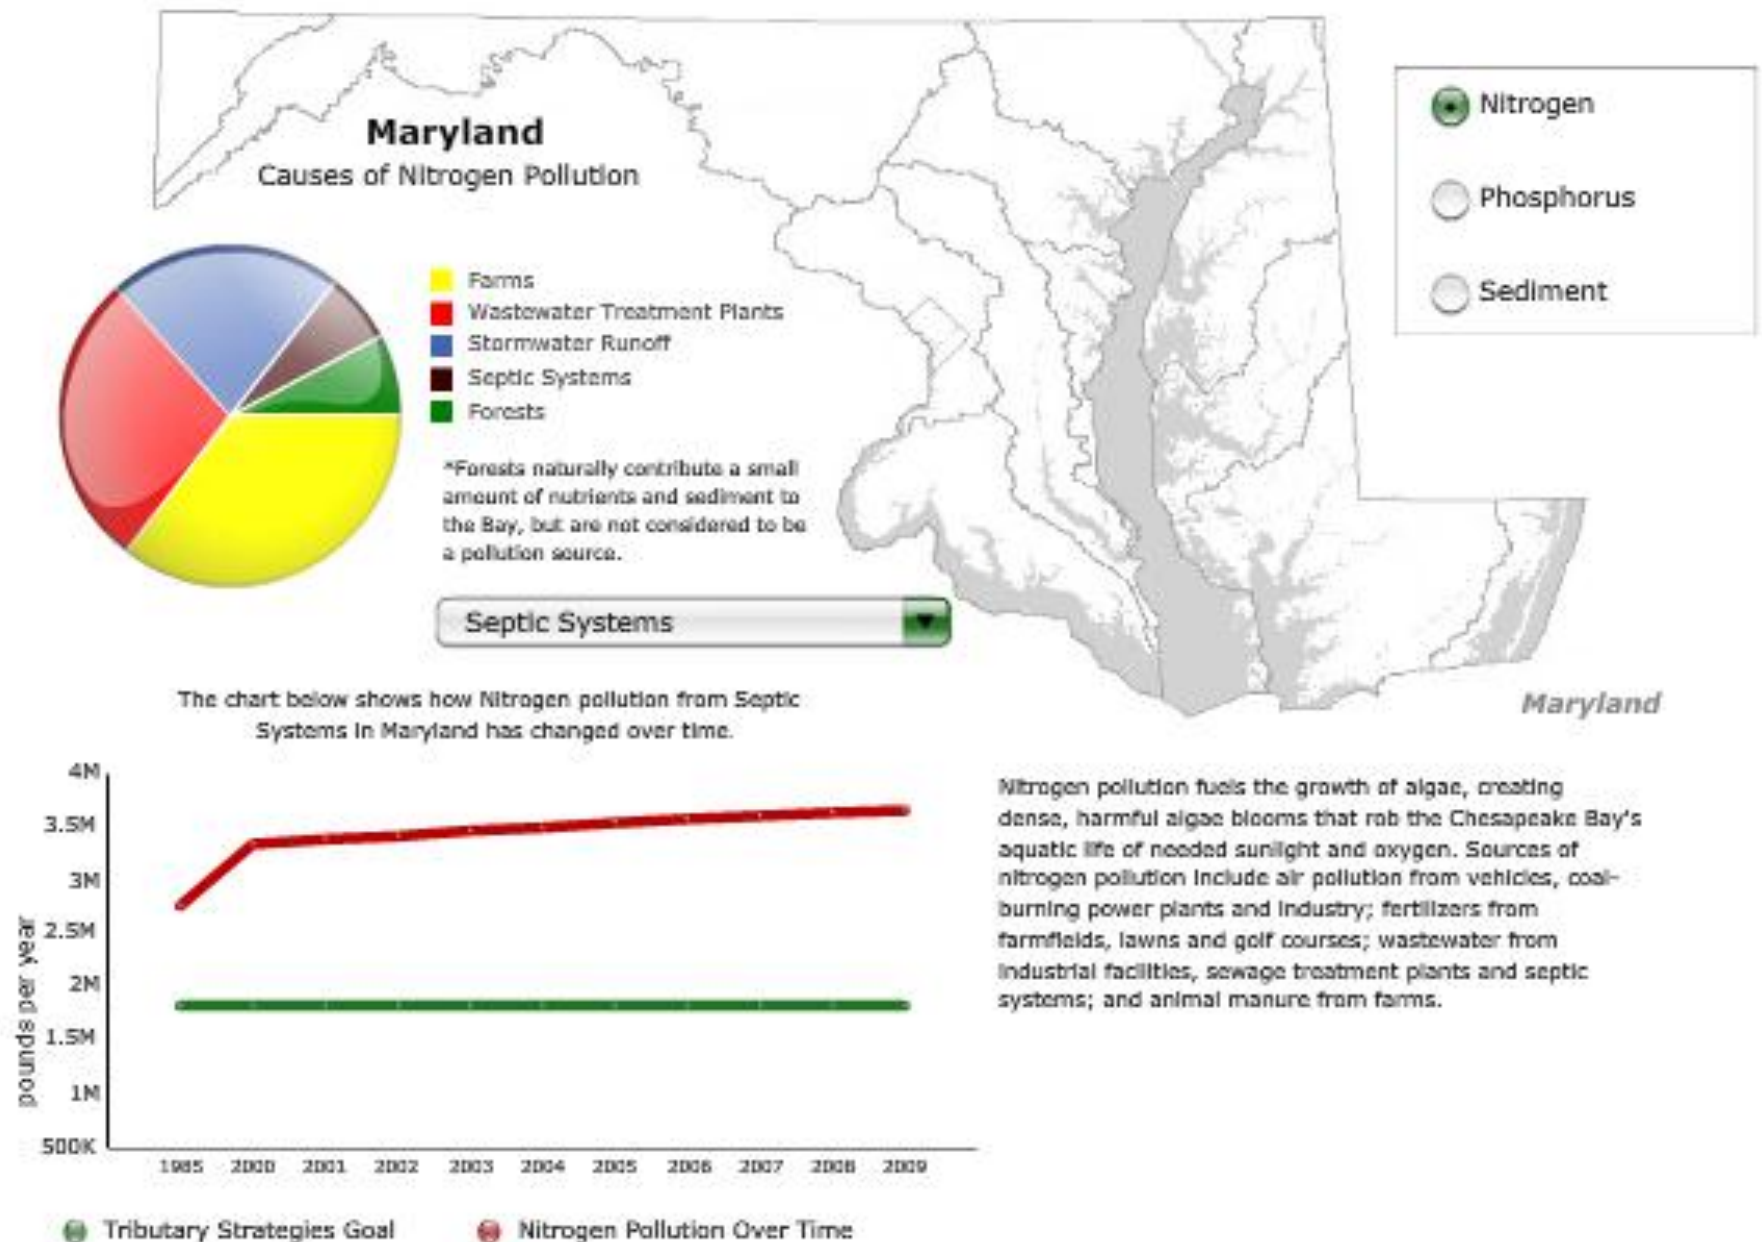 Maryland
Causes of Nitrogen Pollution
Nitrogen
Phosphorus
Sediment
Farms
Wastewater Treatment Plants
Stormwater Runoff
Septic Systems
Forests
*Forests naturally contribute a small
amount of nutrients and sediment to
the Bay, but are not considered to be
a pollution source.
Septic Systems
Maryland
The chart below shows how Nitrogen pollution from Septic
Systems in Maryland has changed over time.
4M
3.5M
3M
2.5M
2M
1.5M
1M
500K
pounds per year
1985 2000 2001 2002 2003 2004 2005 2006 2007 2008 2009
Tributary Strategies Goal
Nitrogen Pollution Over Time
Nitrogen pollution fuels the growth of algae, creating
dense, harmful algae blooms that rob the Chesapeake Bay's
aquatic life of needed sunlight and oxygen. Sources of
nitrogen pollution include air pollution from vehicles, coal-
burning power plants and industry; fertilizers from
farmfields, lawns and golf courses; wastewater from
industrial facilities, sewage treatment plants and septic
systems; and animal manure from farms.